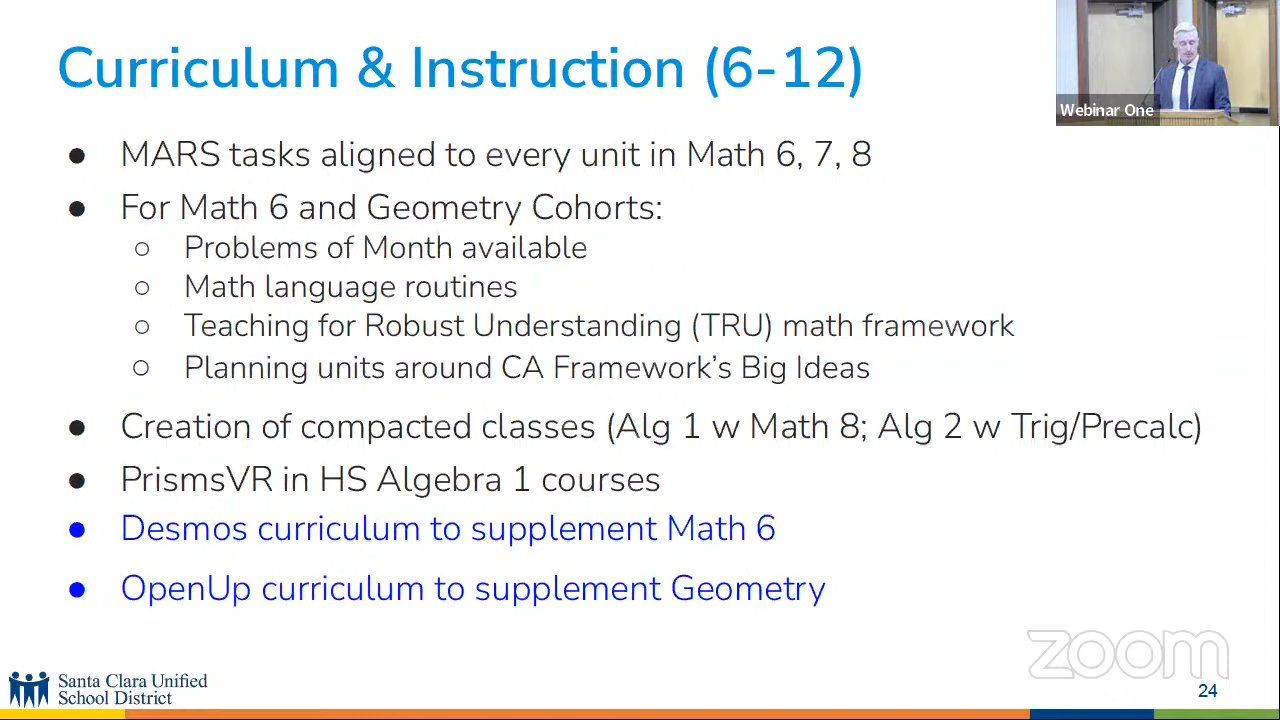 Curriculum & Instruction (6-12)
Webinar One
● MARS tasks aligned to every unit in Math 6, 7, 8
● For Math 6 and Geometry Cohorts:
○ Problems of Month available
○ Math language routines
○ Teaching for Robust Understanding (TRU) math framework
○ Planning units around CA Framework’s Big Ideas
● Creation of compacted classes (Alg 1 w Math 8; Alg 2 w Trig/Precalc)
● PrismsVR in HS Algebra 1 courses
● Desmos curriculum to supplement Math 6
● OpenUp curriculum to supplement Geometry
zoom
Santa Clara Unified
School District
24